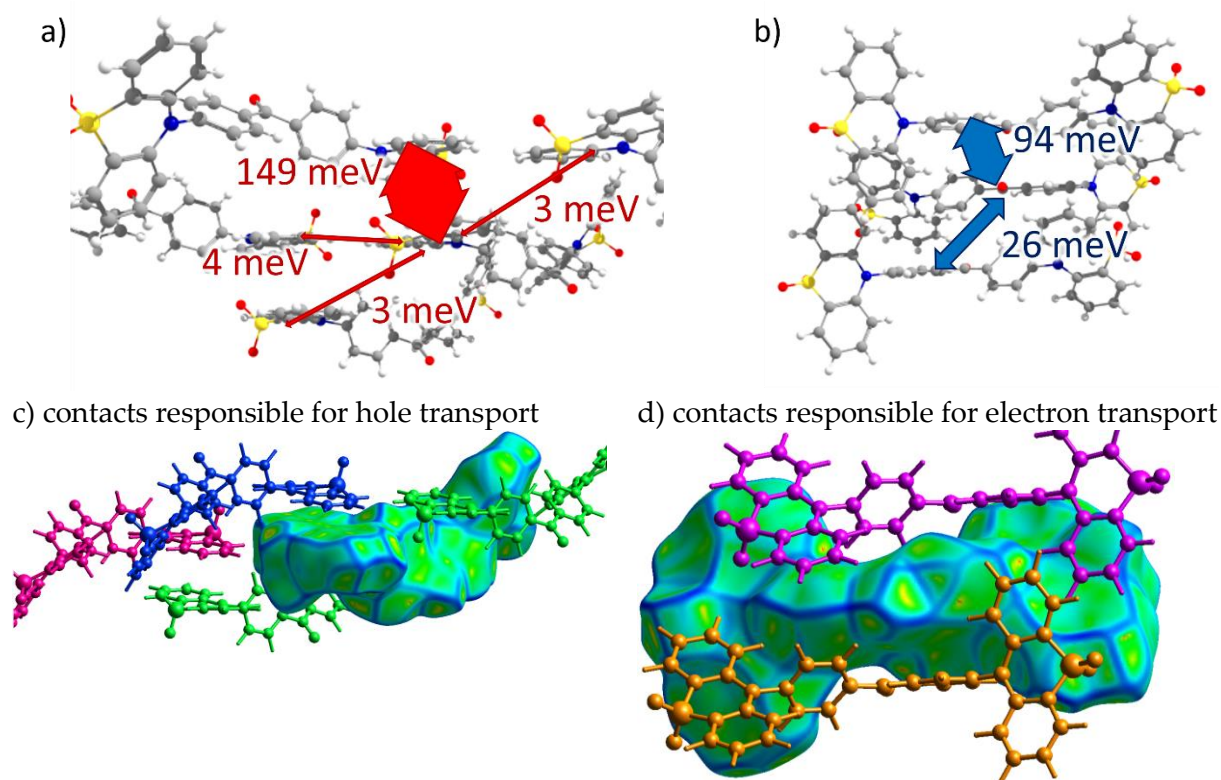 a)
149 meV
3 meV
4 meV
3 meV
b)
94 meV
26 meV
c) contacts responsible for hole transport
d) contacts responsible for electron transport